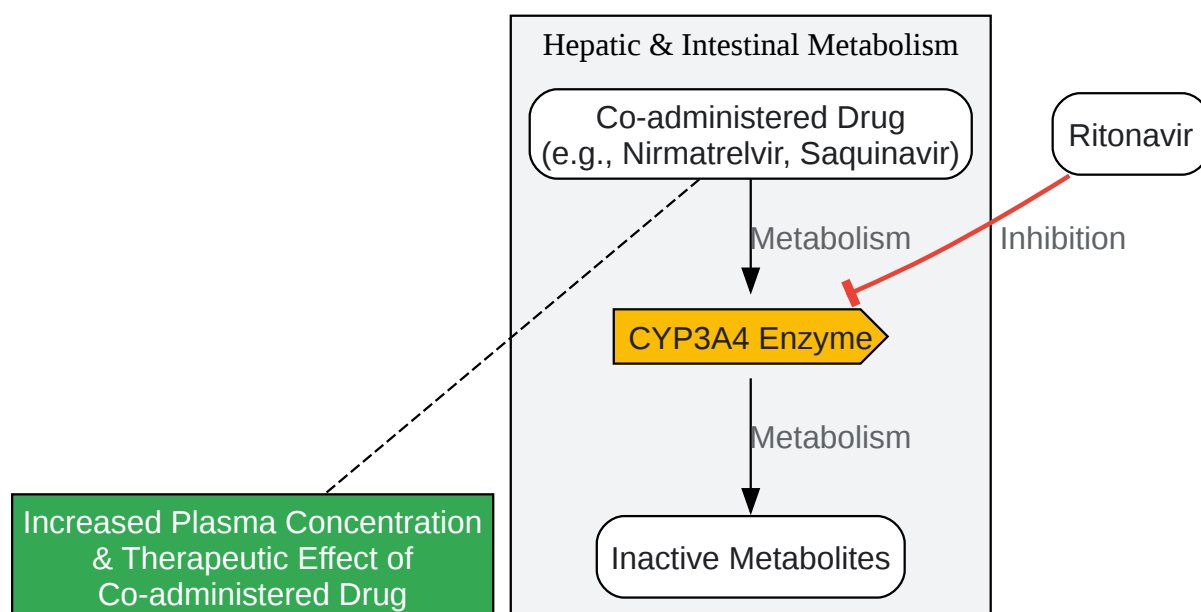 Hepatic & Intestinal Metabolism
Co-administered Drug
(e.g., Nirmatrelvir, Saquinavir)
Ritonavir
Metabolism
Inhibition
CYP3A4 Enzyme
Metabolism
Increased Plasma Concentration
& Therapeutic Effect of
Co-administered Drug
Inactive Metabolites